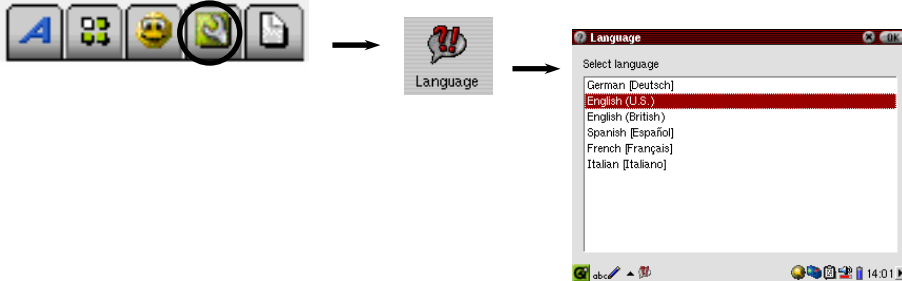 A
Language
Language
OK
Select language
German [Deutsch]
English (U.S.)
English (British)
Spanish [Español]
French [Français]
Italian [Italiano]
abc
14:01